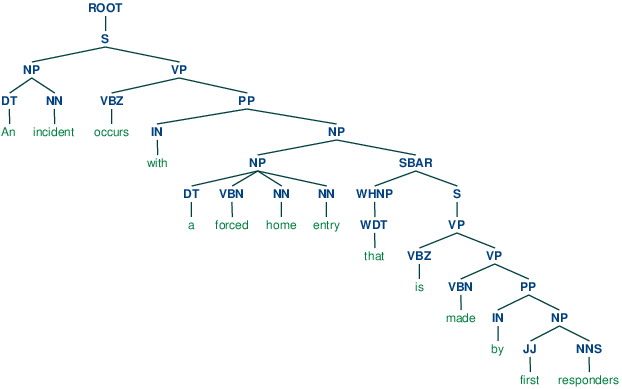 ROOT
S
NP VP
DT NN VBZ PP
An incident occurs IN NP
with NP SBAR
DT VBN NN NN WHNP S
a forced home entry WDT VP
that VBZ VP
is VBN PP
made IN NP
by JJ NNS
first responders